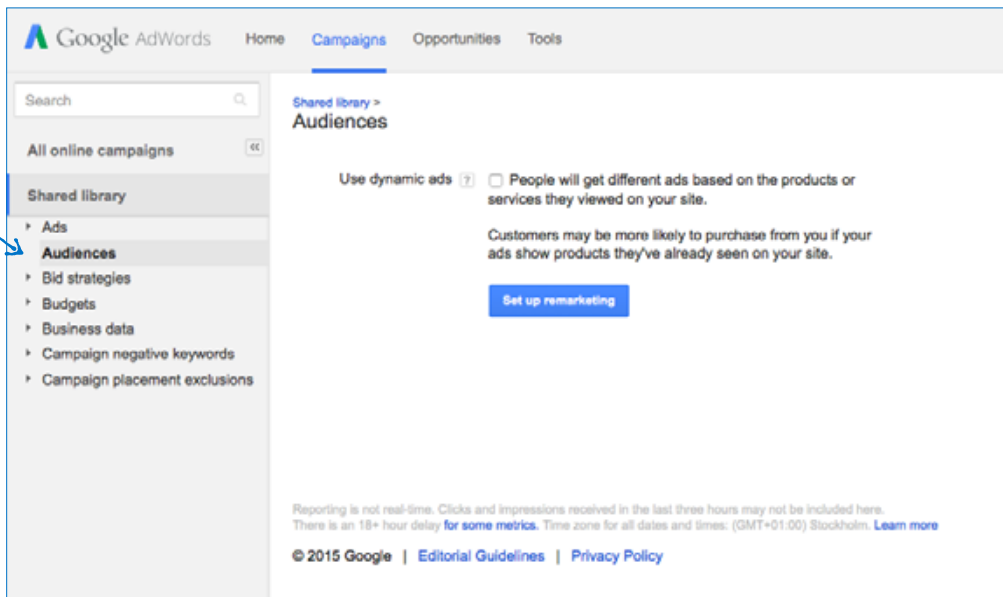 Google AdWords Home Campaigns Opportunities Tools
Search
All online campaigns
Shared library
Ads
Audiences
Bid strategies
Budgets
Business data
Campaign negative keywords
Campaign placement exclusions
Shared library >
Audiences
Use dynamic ads ? People will get different ads based on the products or
services they viewed on your site.
Customers may be more likely to purchase from you if your
ads show products they've already seen on your site.
Set up remarketing
Reporting is not real-time. Clicks and impressions received in the last three hours may not be included here.
There is an 18+ hour delay for some metrics. Time zone for all dates and times: (GMT+01:00) Stockholm. Learn more
© 2015 Google | Editorial Guidelines | Privacy Policy